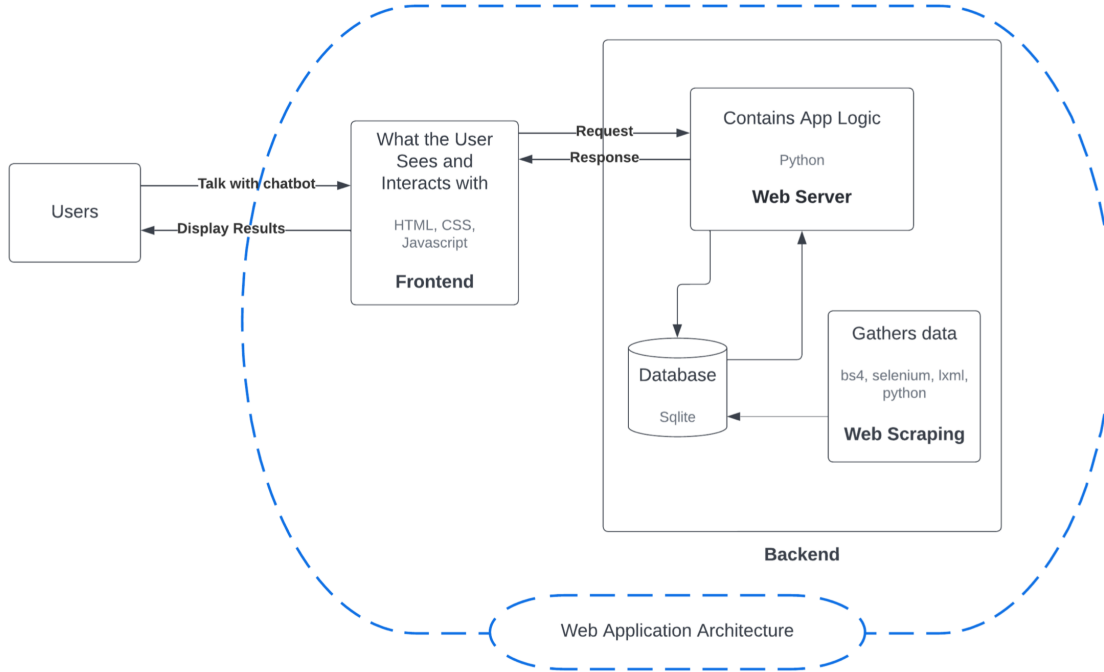 Users
Talk with chatbot
Display Results
What the User
Sees and
Interacts with
HTML, CSS,
Javascript
Frontend
Request
Response
Contains App Logic
Python
Web Server
Database
Sqlite
Gathers data
bs4, selenium, lxml,
python
Web Scraping
Backend
Web Application Architecture